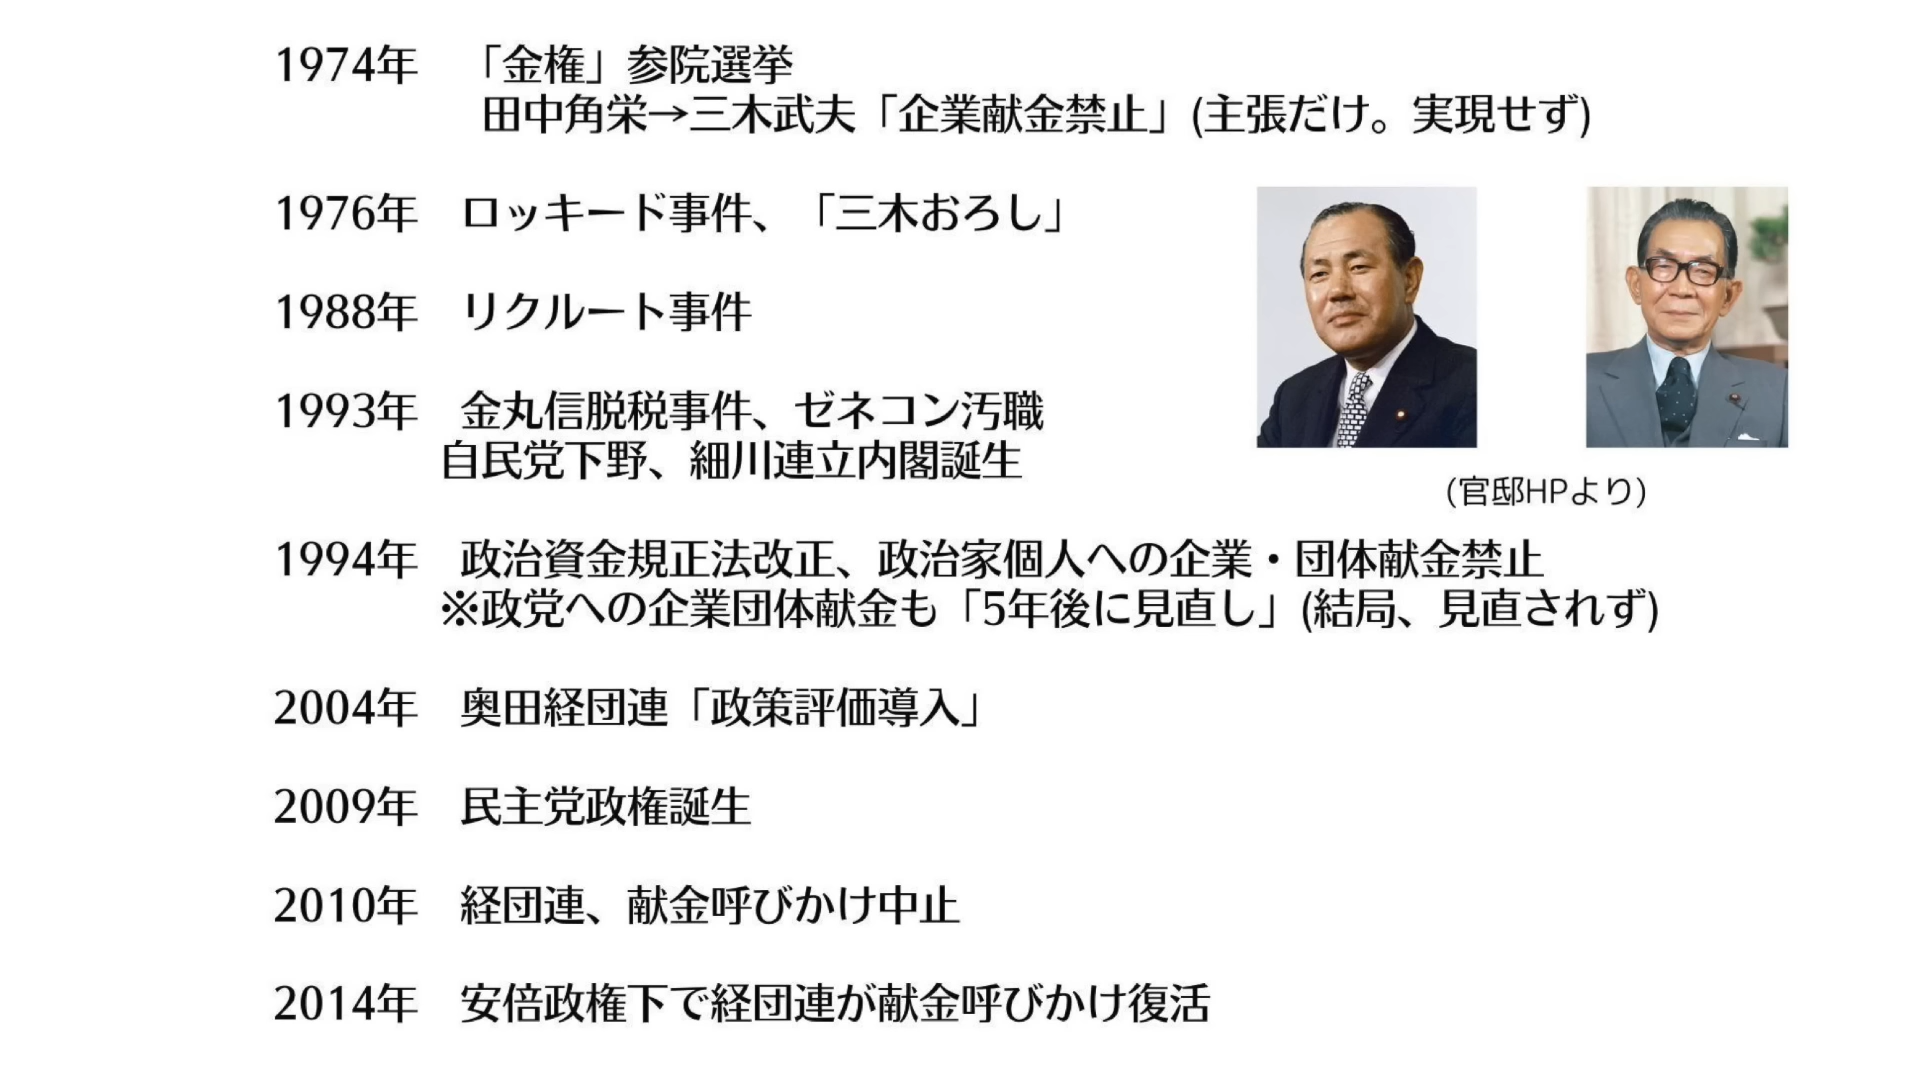 1974年　「金権」参院選挙
田中角栄→三木武夫「企業献金禁止」(主張だけ。実現せず)
1976年　ロッキード事件、「三木おろし」
1988年　リクルート事件
1993年　金丸信脱税事件、ゼネコン汚職
自民党下野、細川連立内閣誕生
(官邸HPより)
1994年　政治資金規正法改正、政治家個人への企業・団体献金禁止
※政党への企業団体献金も「5年後に見直し」(結局、見直されず)
2004年　奥田経団連「政策評価導入」
2009年　民主党政権誕生
2010年　経団連、献金呼びかけ中止
2014年　安倍政権下で経団連が献金呼びかけ復活